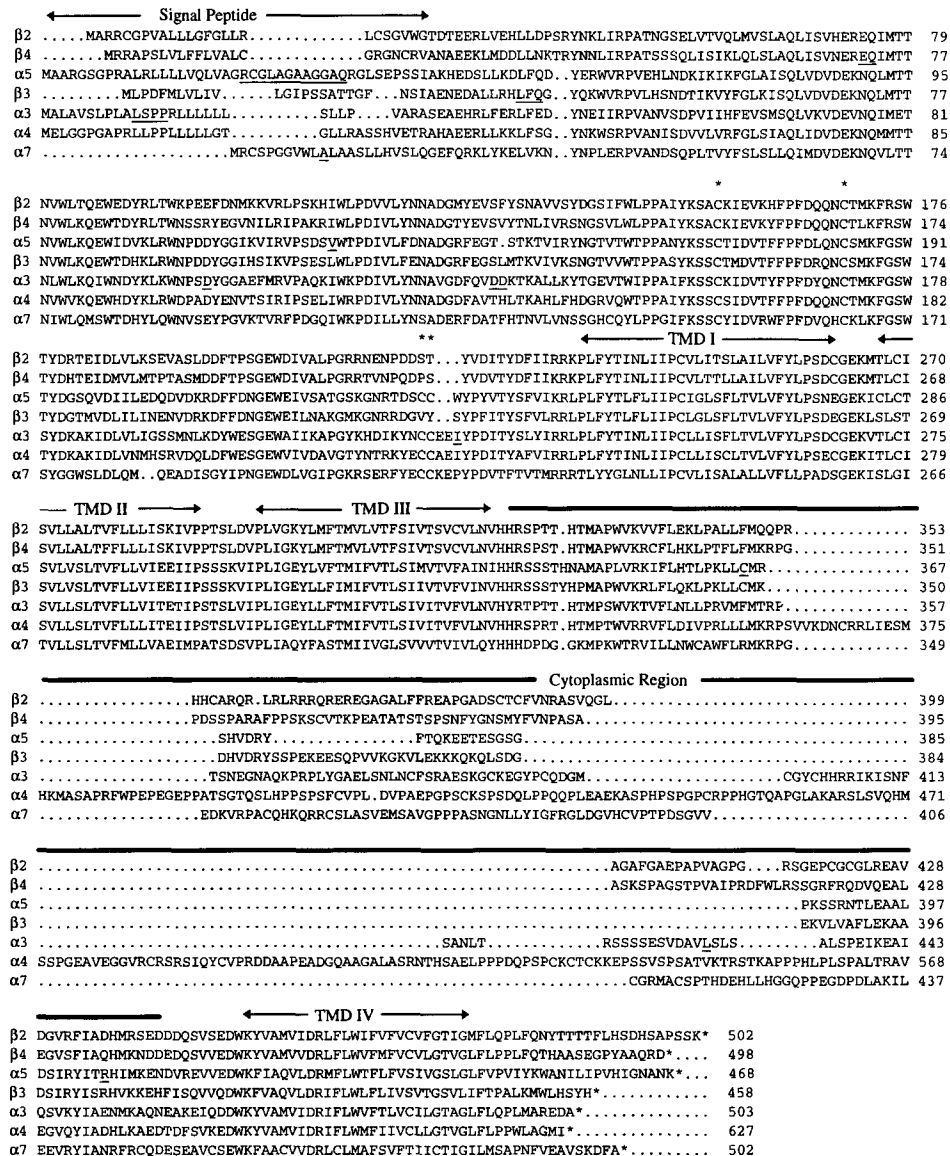 Signal Peptide
β2 .....MARRCGPVALLLGFGLLR.................LCSGVWGTDTEERLVEHLLDPSRYNKLIRPATNGSELVTVQLMVSLAQLISVHEREQIMTT 79
β4 ......MRRAPSLVLFFLVALC..................GRGNCRVANAEEKLMDDLLNKTRYNNLIRPATSSSQLISIKLQLSLAQLISVNEREQIMTT 77
α5 MAARGSGPRALRLLLLVQLVAGRCGLAGAAGGAQRGLSEPSSIAKHEDSLLKDLFQD..YERWVRPVEHLNDKIKIKFGLAISQLVDVDEKNQLMTT 95
β3 .......MLPDFMLVLIV.......LGIPSSATTGF...NSIAENEDALLRHLFQG..YQKWVRPVLHSNDTIKVYFGLKISQLVDVDEKNQLMTT 77
α3 MALAVSLPLALSPPRLLLLLL.........SLLP....VARASEAEHRLFERLFED..YNEIIRPVANVSDPVIIHFEVSMSQLVKVDEVNQIMET 81
α4 MELGGPGAPRLLPPLLLLLGT.........GLLRASSHVETRAHAEERLLKKLFSG..YNKWSRPVANISDVVLVRFGLSIAQLIDVDEKNQMMTT 85
α7 ...................MRCSPGGVWLALAASLLHVSLQGEFQRKLYKELVKN..YNPLERPVANDSQPLTVYFSLSLLQIMDVDEKNQVLTT 74
* *
β2 NVWLTQEWEDYRLTWKPEEFDNMKKVRLPSKHIWLPDVVLYNNADGMYEVSFYSNAVVSYDGSIFWLPPAIYKSACKIEVKHFPFDQQNCTMKFRSW 176
β4 NVWLKQEWTDYRLTWNSSRYEGVNILRIPAKRIWLPDIVLYNNADGTYEVSVYTNLIVRSNGSVLWLPPAIYKSACKIEVKYFPFDQQNCTLKFRSW 174
α5 NVWLKQEWIDVKLRWNPDDYGGIKVIRVPSDSVWTPDIVLFDNADGRFEGT.STKTVIRYNGTVTWTPPANYKSSCTIDVTFFPFDLQNCSMKFGSW 191
β3 NVWLKQEWTDHKLRWNPDDYGGIHSIKVPSESLWLPDIVLFENADGRFEGSLMTKVIVKSNGTVVWTPPASYKSSCTMDVTFFPFDRQNCSMKFGSW 174
α3 NLWLKQIWNDYKLKWNPSDYGGAEFMRVPAQKIWKPDIVLYNNAVGDFQVDDKTKALLKYTGEVTWIPPAIFKSSCKIDVTYFPFDYQNCTMKFGSW 178
α4 NVWVKQEWHDYKLRWDPADYENVTSIRIPSELIWRPDIVLYNNADGDFAVTHLTKAHLFHDGRVQWTPPAIYKSSCSIDVTFFPFDQQNCTMKFGSW 182
α7 NIWLQMSWTDHYLQWNVSEYPGVKTVRFPDGQIWKPDILLYNSADERFDATFHTNVLVNSSGHCQYLPPGIFKSSCYIDVRWFPFDVQHCKLKFGSW 171
** TMD I
β2 TYDRTEIDLVLKSEVASLDDFTPSGEWDIVALPGRRNENPDDST...YVDITYDFIIRRKPLFYTINLIIPCVLITSLAILVFYLPSDCGEKMTLCI 270
β4 TYDHTEIDMVLMTPTASMDDFTPSGEWDIVALPGRRTVNPQDPS...YVDVTYDFIIKRKPLFYTINLIIPCVLTTLLAILVFYLPSDCGEKMTLCI
α5 TYDGSQVDIILEDQDVDKRDFFDNGEWEIVSATGSKGNRTDSCC..WYPYVTYSFVIKRLPLFYTLFLIIPCIGLSFLTVLVFYLPSNEGEKICLCT 286
β3 TYDGTMVDLILINENVDRKDFFDNGEWEILNAKGMKGNRRDGVY...SYPFITYSFVLRRLPLFYTLFLIIPCLGLSFLTVLVFYLPSDEGEKLSLST 269
α3 SYDKAKIDLVLIGSSMNLKDYWESGEWAIIKAPGYKHDIKYNCCEEIYPDITYSLYIRRLPLFYTINLIIPCLLISFLTVLVFYLPSDCGEKVTLCI 275
α4 TYDKAKIDLVNMHSRVDQLDFWESGEWVIVDAVGTYNTRKYECCAEIYPDITYAFVIRRLPLFYTINLIIPCLLISCLTVLVFYLPSECGEKITLCI 279
α7 SYGGWSLDLQM..QEADISGYIPNGEWDLVGIPGKRSERFYECCKEPYPDVTFTVTMRRRTLYYGLNLLIPCVLISALALLVFLLPADSGEKISLGI 266
TMD II TMD III
β2 SVLLALTVFLLLISKIVPPTSLDVPLVGKYLMFTMVLVTFSIVTSVCVLNVHHRSPTT.HTMAPWVKVVFLEKLPALLFMQQPR............. 353
β4 SVLLALTFFLLLISKIVPPTSLDVPLIGKYLMFTMVLVTFSIVTSVCVLNVHHRSPST.HTMAPWVKRCFLHKLPTFLFMKRPG............. 351
α5 SVLVSLTVFLLVIEEIIPSSSKVIPLIGEYLVFTMIFVTLSIMVTVFAINIHHRSSSTHNAMAPLVRKIFLHTLPKLLCMR................ 367
β3 SVLVSLTVFLLVIEEIIPSSSKVIPLIGEYLLFIMIFVTLSIIVTVFVINVHHRSSSTYHPMAPWVKRLFLQKLPKLLCMK................ 350
α3 SVLLSLTVFLLVITETIPSTSLVIPLIGEYLLFTMIFVTLSIVITVFVLNVHYRTPTT.HTMPSWVKTVFLNLLPRVMFMTRP.............. 357
α4 SVLLSLTVFLLLITEIIPSTSLVIPLIGEYLLFTMIFVTLSIVITVFVLNVHHRSPRT.HTMPTWVRRVFLDIVPRLLLMKRPSVVKDNCRRLIESM 375
α7 TVLLSLTVFMLLVAEIMPATSDSVPLIAQYFASTMIIVGLSVVVTVIVLQYHHHDPDG.GKMPKWTRVILLNWCAWFLRMKRPG............. 349
Cytoplasmic Region
β2 .................HHCARQR.LRLRRRQREREGAGALFFREAPGADSCTCFVNRASVQGL................................. 399
β4 .................PDSSPARAFPPSKSCVTKPEATATSTSPSNFYGNSMYFVNPASA.................................... 395
α5 ....................SHVDRY................FTQKEETESGSG........................................... 385
β3 ....................DHVDRYSSPEKEESQPVVKGKVLEKKKQKQLSDG........................................... 384
α3 ...................TSNEGNAQKPRPLYGAELSNLNCFSRAESKGCKEGYPCQDGM......................CGYCHHRRIKISNF 413
α4 HKMASAPRFWPEPEGEPPATSGTQSLHPPSPSFCVPL.DVPAEPGPSCKSPSDQLPPQQPLEAEKASPHPSPGPCRPPHGTQAPGLAKARSLSVQHM 471
α7 ..................EDKVRPACQHKQRRCSLASVEMSAVGPPPASNGNLLYIGFRGLDGVHCVPTPDSGVV...................... 406
β2 ................................................................AGAFGAEPAPVAGPG...RSGEPCGCGLREAV 428
β4 ................................................................ASKSPAGSTPVAIPRDFWLRSSGRFRQDVQEAL 428
α5 .....................................................................................PKSSRNTLEAAL 397
β3 .....................................................................................EKVLVAFLEKAA 396
α3 .............................................SANLT.............RSSSSESVDAVLSLS.......ALSPEIKEAI 443
α4 SSPGEAVEGGVRCRSRSIQYCVPRDDAAPEADGQAAGALASRNTHSAELPPPDQPSPCKCTCKKEPSSVSPSATVKTRSTKAPPPHLPLSPALTRAV 568
α7 ..................................................................CGRMACSPTHDEHLLHGGQPPEGDPDLAKIL 437
TMD IV
β2 DGVRFIADHMRSEDDDQSVSEDWKYVAMVIDRLFLWIFVFVCVFGTIGMFLQPLFQNYTTTTFLHSDHSAPSSK* 502
β4 EGVSFIAQHMKNDDEDQSVVEDWKYVAMVVDRLFLWVFMFVCVLGTVGLFLPPLFQTHAASEGPYAAQRD*.... 498
α5 DSIRYITRHIMKENDVREVVEDWKFIAQVLDRMFLWTFLFVSIVGSLGLFVPVIYKWANILIPVHIGNANK*... 468
β3 DSIRYISRHVKKEHFISQVVQDWKFVAQVLDRIFLWLFLIVSVTGSVLIFTPALKMWLHSYH*............ 458
α3 QSVKYIAENMKAQNEAKEIQDDWKYVAMVIDRIFLWVFTLVCILGTAGLFLQPLMAREDA*.............. 503
α4 EGVQYIADHLKAEDTDFSVKEDWKYVAMVIDRIFLWMFIIVCLLGTVGLFLPPWLAGMI*............... 627
α7 EEVRYIANRFRCQDESEAVCSEWKFAACVVDRLCLMAFSVFTIICTIGILMSAPNFVEAVSKDFA*......... 502